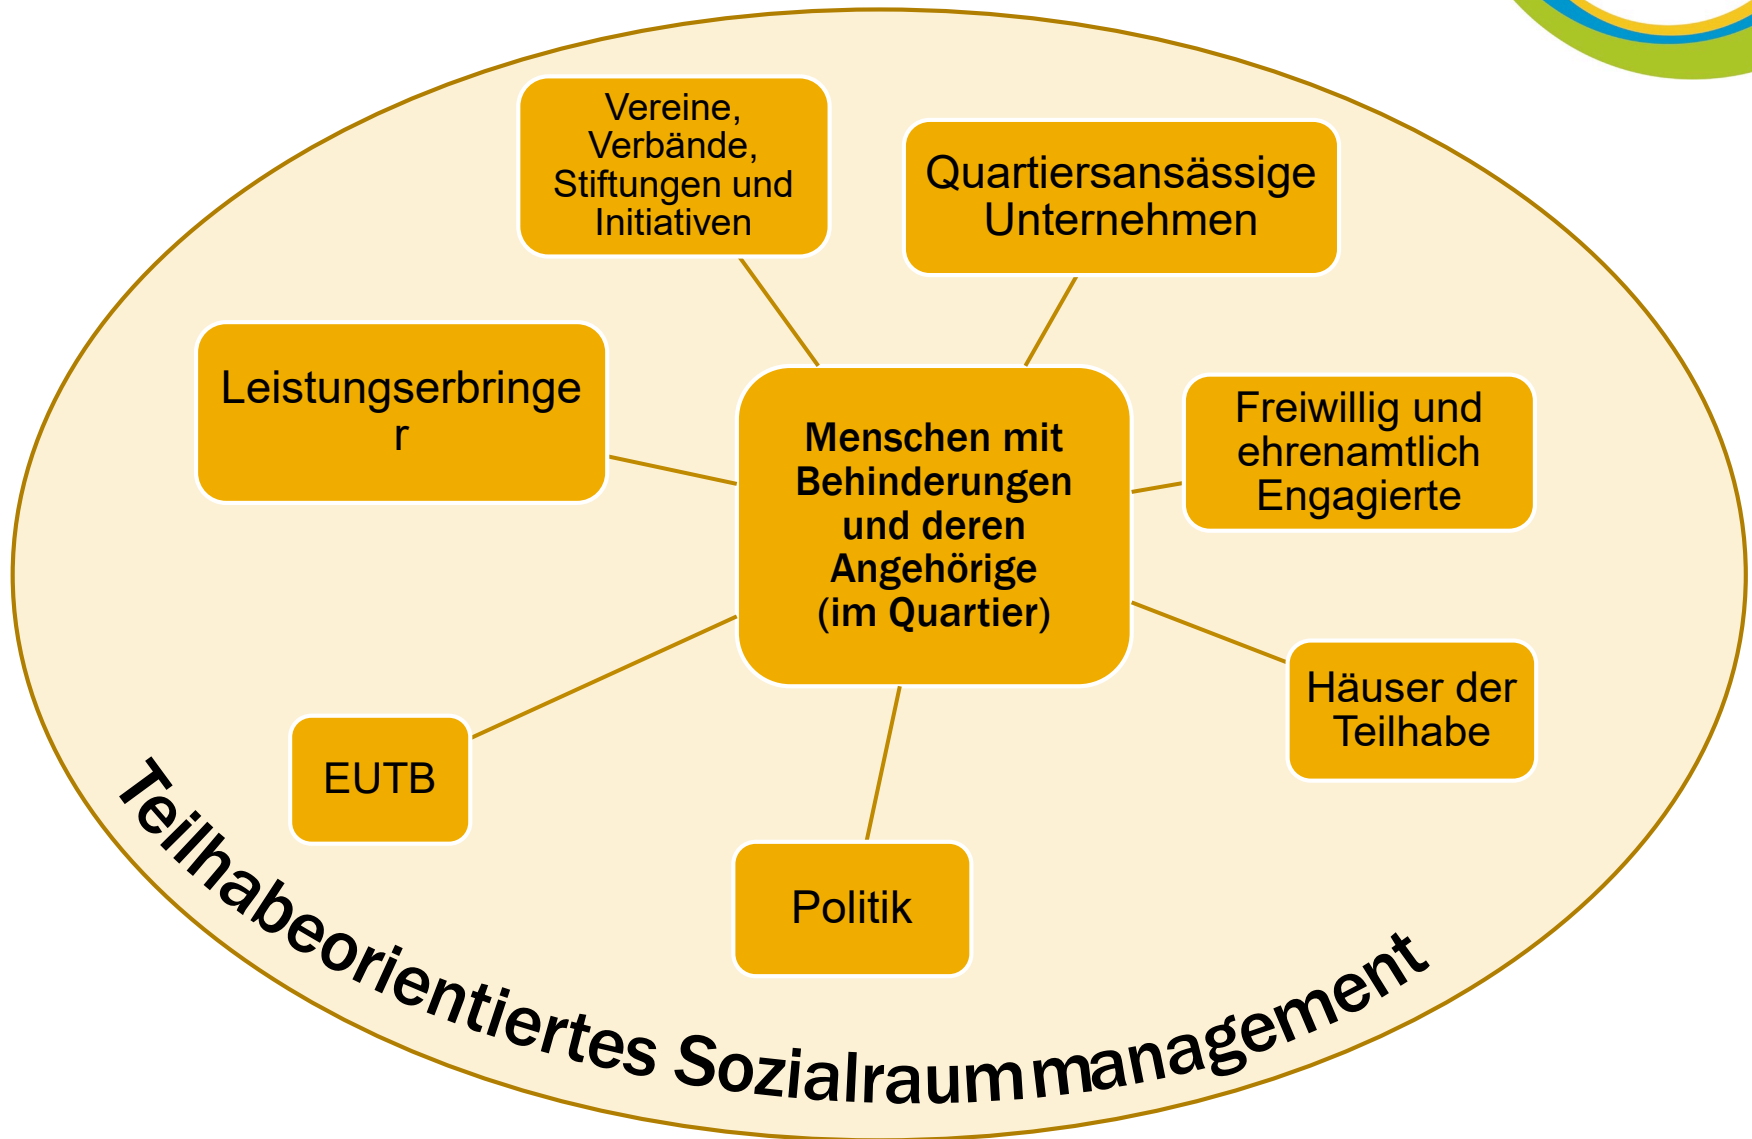 Vereine,
Verbände,
Stiftungen und
Initiativen
Quartiersansässige
Unternehmen
Leistungserbringe
r
Menschen mit
Behinderungen
und deren
Angehörige
(im Quartier)
Freiwillig und
ehrenamtlich
Engagierte
Häuser der
Teilhabe
EUTB
Politik
Teilhabeorientiertes Sozialraummanagement